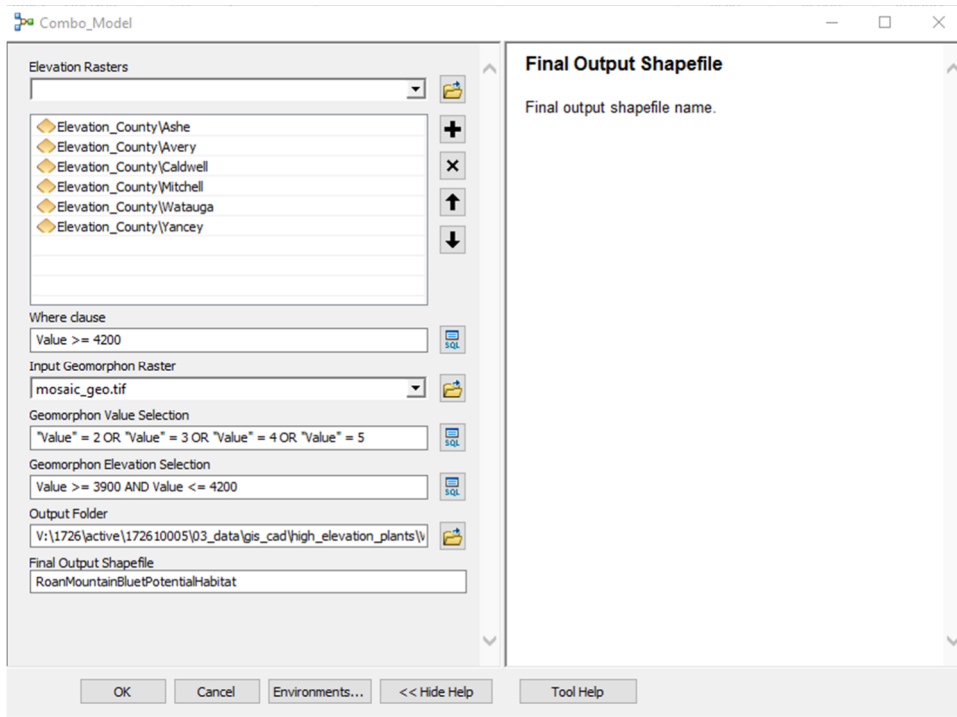 Combo_Model
Elevation Rasters
Elevation_County\Ashe
Elevation_County\Avery
Elevation_County\Caldwell
Elevation_County\Mitchell
Elevation_County\Watauga
Elevation_County\Yancey
Where clause
Value >= 4200
SQL
Input Geomorphon Raster
mosaic_geo.tif
Geomorphon Value Selection
"Value" = 2 OR "Value" = 3 OR "Value" = 4 OR "Value" = 5
SQL
Geomorphon Elevation Selection
Value >= 3900 AND Value <= 4200
SQL
Output Folder
V:\1726\active\172610005\03_data\gis_cad\high_elevation_plants\
Final Output Shapefile
RoanMountainBluetPotentialHabitat
Final Output Shapefile
Final output shapefile name.
OK
Cancel
Environments...
<< Hide Help
Tool Help